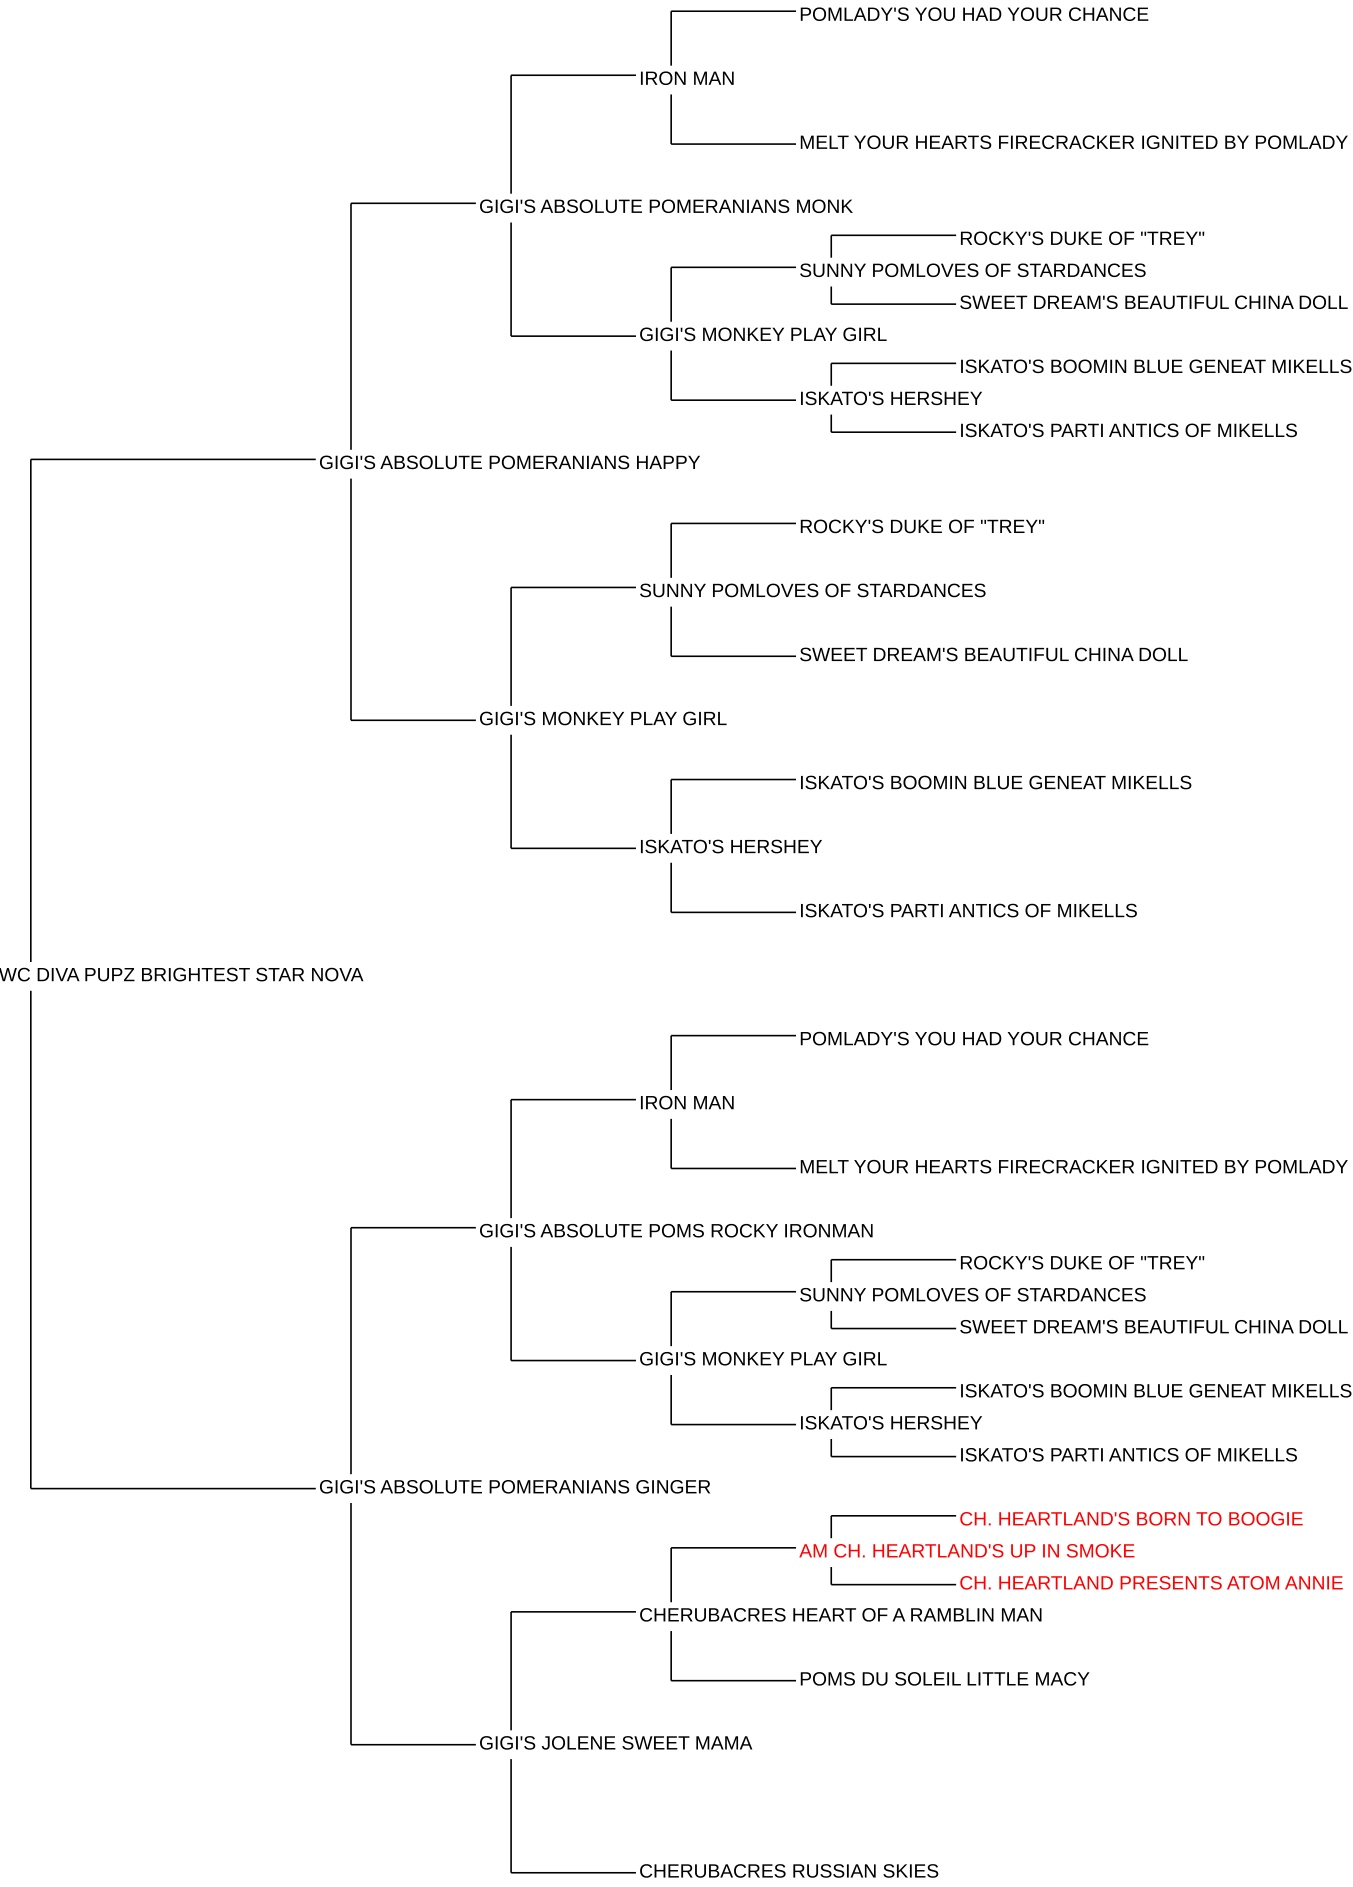 POMLADY'S YOU HAD YOUR CHANCE
IRON MAN
MELT YOUR HEARTS FIRECRACKER IGNITED BY POMLADY
GIGI'S ABSOLUTE POMERANIANS MONK
ROCKY'S DUKE OF "TREY"
SUNNY POMLOVES OF STARDANCES
SWEET DREAM'S BEAUTIFUL CHINA DOLL
GIGI'S MONKEY PLAY GIRL
ISKATO'S BOOMIN BLUE GENEAT MIKELLS
ISKATO'S HERSHEY
ISKATO'S PARTI ANTICS OF MIKELLS
GIGI'S ABSOLUTE POMERANIANS HAPPY
ROCKY'S DUKE OF "TREY"
SUNNY POMLOVES OF STARDANCES
SWEET DREAM'S BEAUTIFUL CHINA DOLL
GIGI'S MONKEY PLAY GIRL
ISKATO'S BOOMIN BLUE GENEAT MIKELLS
ISKATO'S HERSHEY
ISKATO'S PARTI ANTICS OF MIKELLS
WC DIVA PUPZ BRIGHTEST STAR NOVA
POMLADY'S YOU HAD YOUR CHANCE
IRON MAN
MELT YOUR HEARTS FIRECRACKER IGNITED BY POMLADY
GIGI'S ABSOLUTE POMS ROCKY IRONMAN
ROCKY'S DUKE OF "TREY"
SUNNY POMLOVES OF STARDANCES
SWEET DREAM'S BEAUTIFUL CHINA DOLL
GIGI'S MONKEY PLAY GIRL
ISKATO'S BOOMIN BLUE GENEAT MIKELLS
ISKATO'S HERSHEY
ISKATO'S PARTI ANTICS OF MIKELLS
GIGI'S ABSOLUTE POMERANIANS GINGER
CH. HEARTLAND'S BORN TO BOOGIE
AM CH. HEARTLAND'S UP IN SMOKE
CH. HEARTLAND PRESENTS ATOM ANNIE
CHERUBACRES HEART OF A RAMBLIN MAN
POMS DU SOLEIL LITTLE MACY
GIGI'S JOLENE SWEET MAMA
CHERUBACRES RUSSIAN SKIES